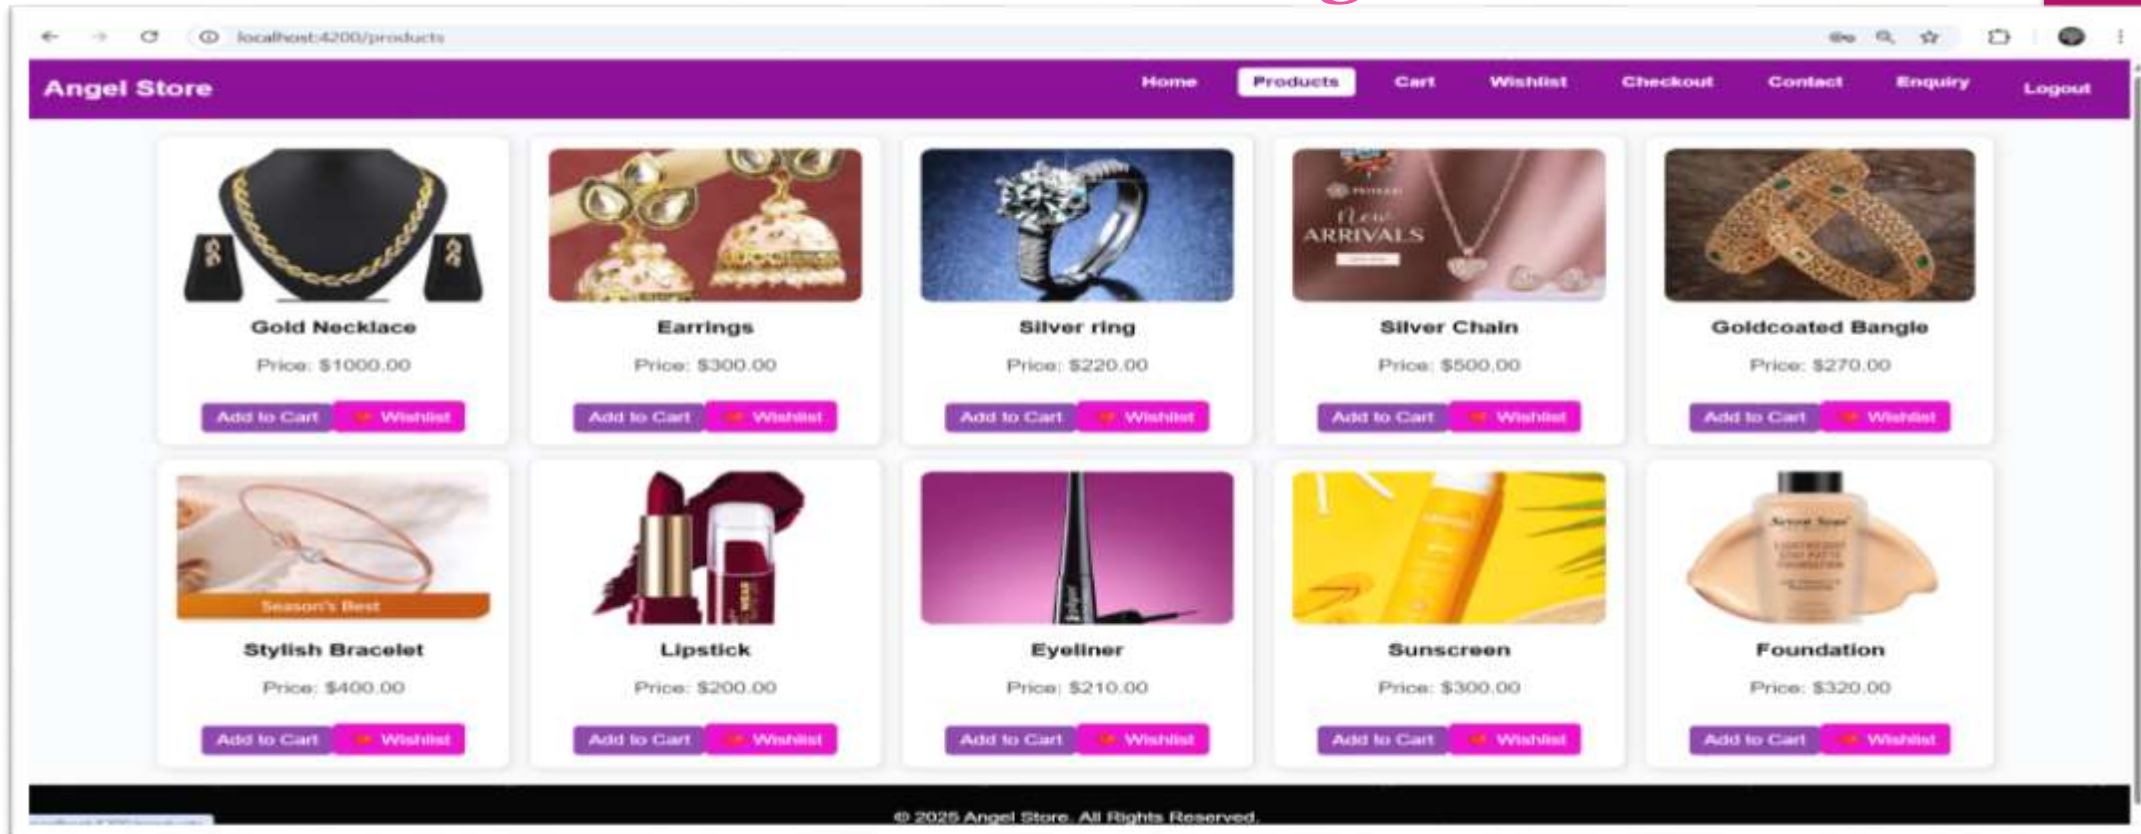 localhost:4200/products
Angel Store
Home Products Cart Wishlist Checkout Contact Enquiry Logout
New
ARRIVALS
Gold Necklace Earrings Silver ring Silver Chain Goldcoated Bangle
Price: $1000.00 Price: $300.00 Price: $220.00 Price: $500.00 Price: $270.00
Add to Cart Wishlist Add to Cart Wishlist Add to Cart Wishlist Add to Cart Wishlist Add to Cart Wishlist
Season's Best
WEAR
FOUNDATION
Stylish Bracelet Lipstick Eyeliner Sunscreen Foundation
Price: $400.00 Price: $200.00 Price: $210.00 Price: $300.00 Price: $320.00
Add to Cart Wishlist Add to Cart Wishlist Add to Cart Wishlist Add to Cart Wishlist Add to Cart Wishlist
© 2025 Angel Store. All Rights Reserved.